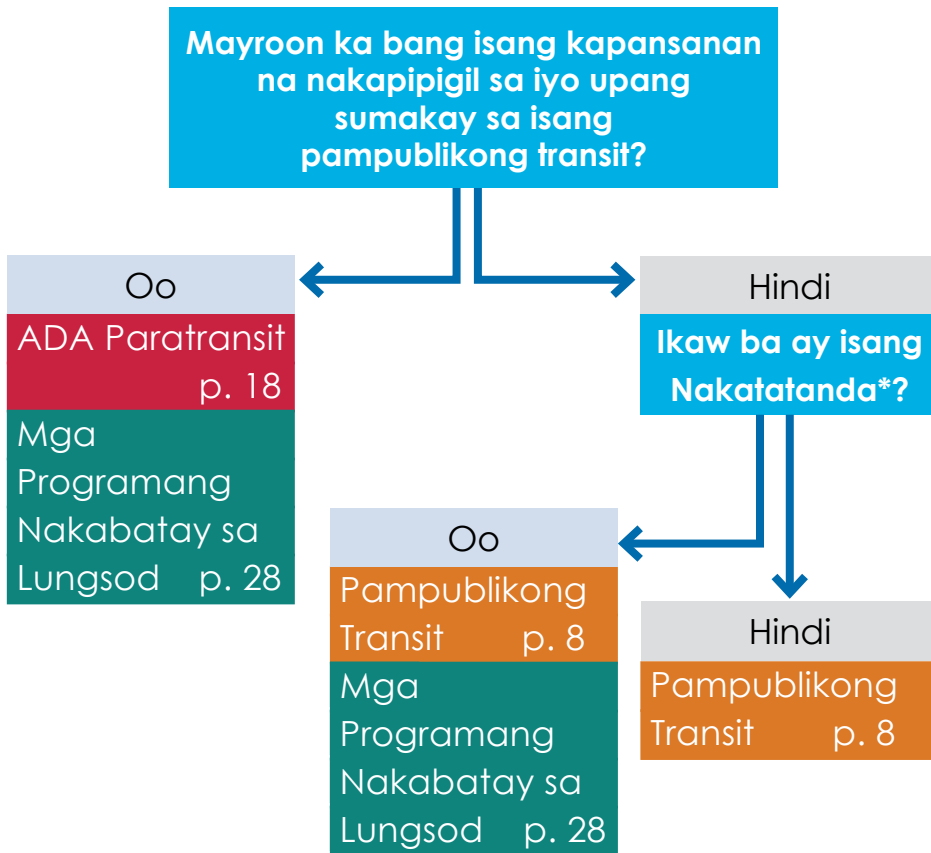 Mayroon ka bang isang kapansanan
na nakapipigil sa iyo upang
sumakay sa isang
pampublikong transit?
Oo
ADA Paratransit
p. 18
Mga
Programang
Nakabatay sa
Lungsod p. 28
Hindi
Ikaw ba ay isang
Nakatatanda*?
Oo
Pampublikong
Transit p. 8
Mga
Programang
Nakabatay sa
Lungsod p. 28
Hindi
Pampublikong
Transit p. 8